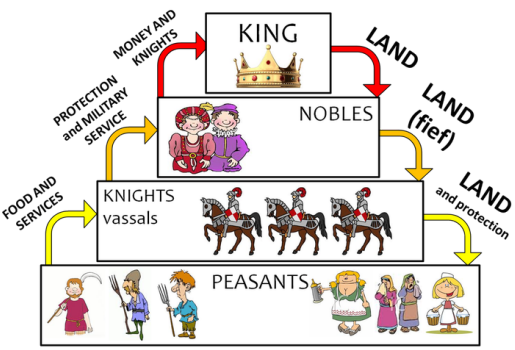 KING
MONEY AND
KNIGHTS
LAND
NOBLES
PROTECTION
and MILITARY
SERVICE
LAND
(fief)
KNIGHTS
vassals
FOOD AND
SERVICES
LAND
and protection
PEASANTS